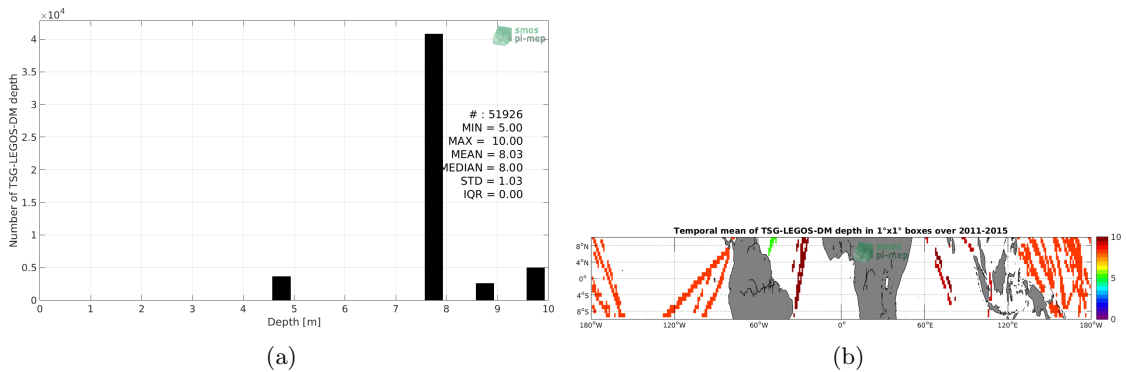 ×10⁴
4
3.5
3
2.5
2
1.5
1
0.5
0
Number of TSG-LEGOS-DM depth
smos
pi-mep
# : 51926
MIN = 5.00
MAX = 10.00
MEAN = 8.03
MEDIAN = 8.00
STD = 1.03
IQR = 0.00
0 1 2 3 4 5 6 7 8 9 10
Depth [m]
(a)
Temporal mean of TSG-LEGOS-DM depth in 1°x1° boxes over 2011-2015
smos
pi-mep
8°N
4°N
0°
4°S
8°S
180°W 120°W 60°W 0° 60°E 120°E 180°W
10
5
0
(b)